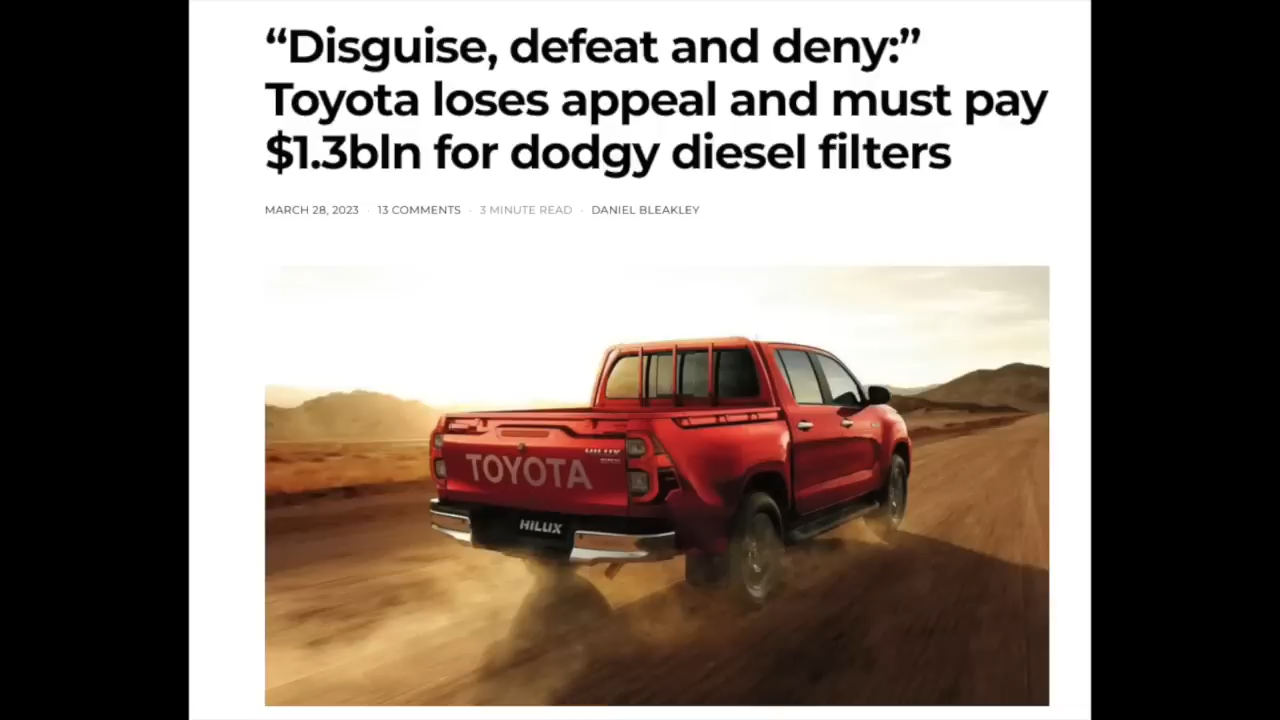 “Disguise, defeat and deny:”
Toyota loses appeal and must pay
$1.3bln for dodgy diesel filters
MARCH 28, 2023 · 13 COMMENTS · 3 MINUTE READ · DANIEL BLEAKLEY
HILUX
TOYOTA
HILUX